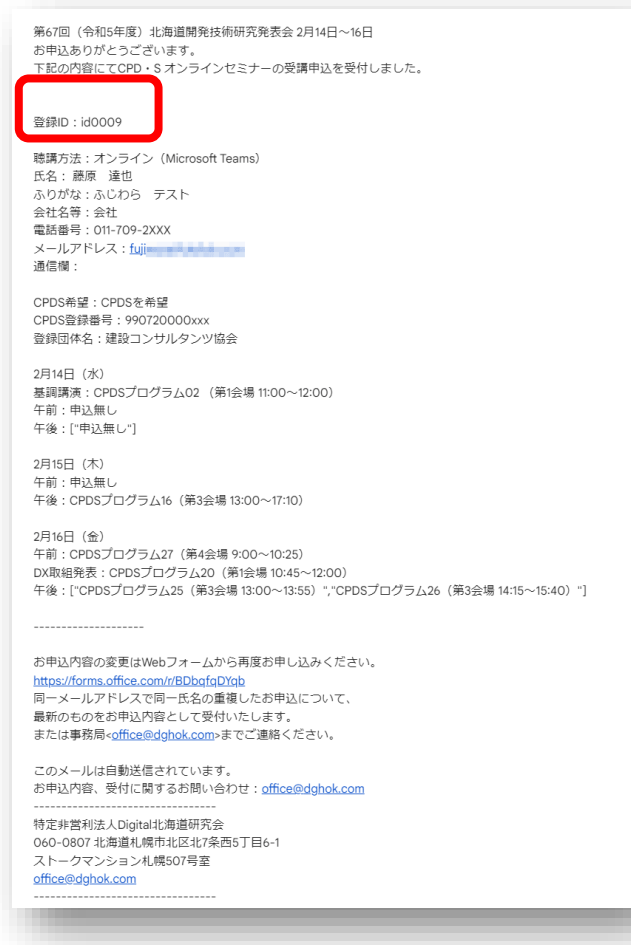 第67回（令和5年度）北海道開発技術研究発表会 2月14日～16日
お申込ありがとうございます。
下記の内容にてCPD・S オンラインセミナーの受講申込を受付しました。
登録ID：id0009
聴講方法：オンライン（Microsoft Teams）
氏名： 藤原　達也
ふりがな：ふじわら　テスト
会社名等：会社
電話番号：011-709-2XXX
メールアドレス：fuji
通信欄：
CPDS希望：CPDSを希望
CPDS登録番号：990720000xxx
登録団体名：建設コンサルタンツ協会
2月14日（水）
基調講演：CPDSプログラム02 （第1会場 11:00～12:00）
午前：申込無し
午後：["申込無し"]
2月15日（木）
午前：申込無し
午後：CPDSプログラム16（第3会場 13:00～17:10）
2月16日（金）
午前：CPDSプログラム27（第4会場 9:00～10:25）
DX取組発表：CPDSプログラム20（第1会場 10:45～12:00）
午後：["CPDSプログラム25（第3会場 13:00～13:55）","CPDSプログラム26（第3会場 14:15～15:40）"]
--------------------
お申込内容の変更はWebフォームから再度お申し込みください。
https://forms.office.com/r/BDbqfqDYqb
同一メールアドレスで同一氏名の重複したお申込について、
最新のものをお申込内容として受付いたします。
または事務局<office@dghok.com>までご連絡ください。
このメールは自動送信されています。
お申込内容、受付に関するお問い合わせ：office@dghok.com
---------------------------------
特定非営利法人Digital北海道研究会
060-0807 北海道札幌市北区北7条西5丁目6-1
ストークマンション札幌507号室
office@dghok.com
---------------------------------